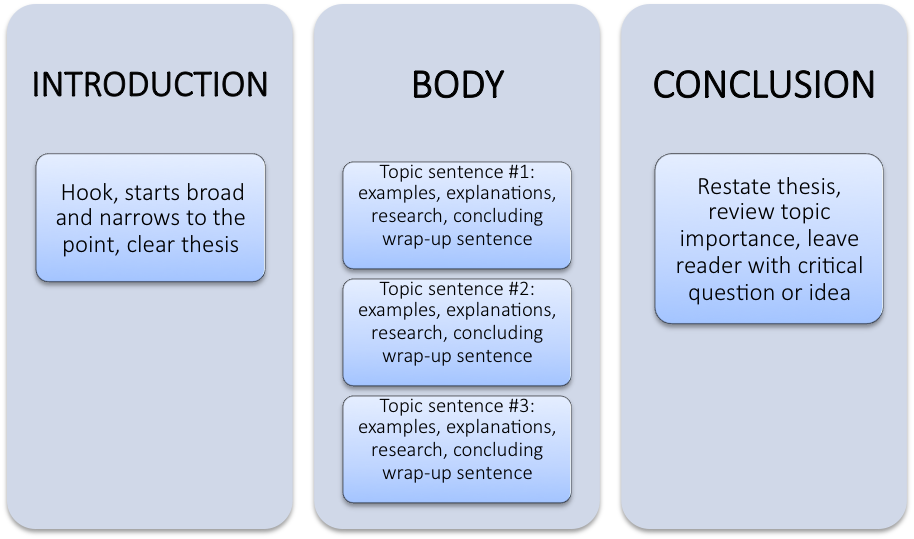 INTRODUCTION
Hook, starts broad
and narrows to the
point, clear thesis
BODY
Topic sentence #1:
examples, explanations,
research, concluding
wrap-up sentence
Topic sentence #2:
examples, explanations,
research, concluding
wrap-up sentence
Topic sentence #3:
examples, explanations,
research, concluding
wrap-up sentence
CONCLUSION
Restate thesis,
review topic
importance, leave
reader with critical
question or idea